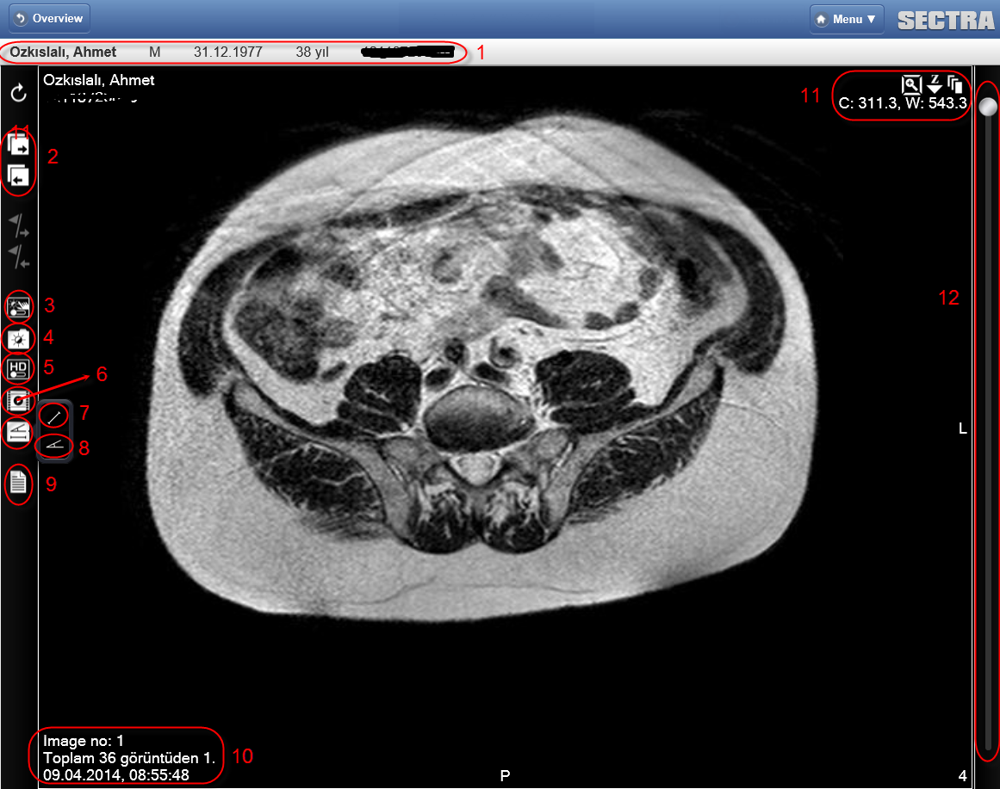 Overview
Menu ▼
SECTRA
Ozkıslalı, Ahmet M 31.12.1977 38 yıl
1
Ozkıslalı, Ahmet
11
C: 311.3, W: 543.3
11
2
3
4
HD
5
6
7
8
9
12
L
Image no: 1
Toplam 36 görüntüden 1.
09.04.2014, 08:55:48
10
P
4